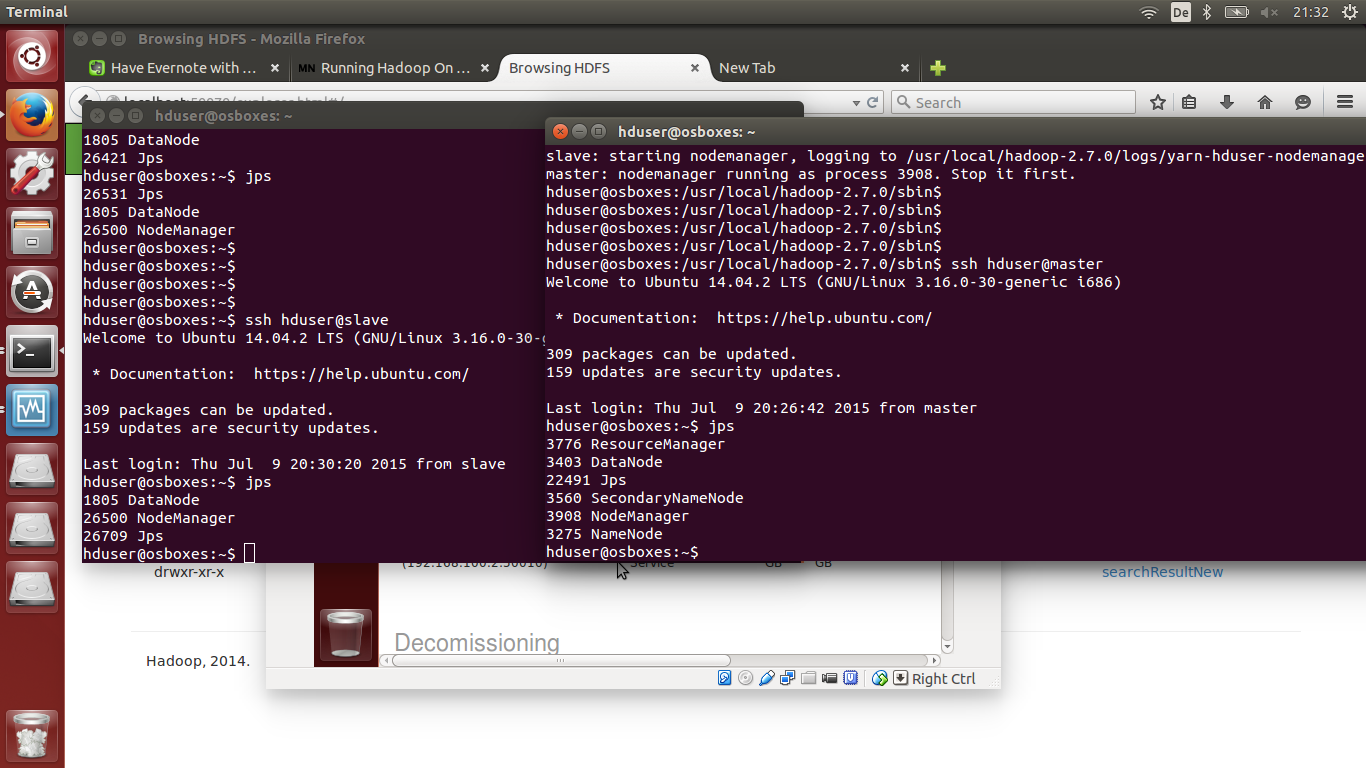 Terminal
De
21:32
Browsing HDFS - Mozilla Firefox
Have Evernote with ...
MN Running Hadoop On ...
Browsing HDFS
New Tab
Search
hduser@osboxes: ~
1805 DataNode
26421 Jps
hduser@osboxes:~$ jps
26531 Jps
1805 DataNode
26500 NodeManager
hduser@osboxes:~$
hduser@osboxes:~$
hduser@osboxes:~$
hduser@osboxes:~$
hduser@osboxes:~$ ssh hduser@slave
Welcome to Ubuntu 14.04.2 LTS (GNU/Linux 3.16.0-30-g
* Documentation:  https://help.ubuntu.com/
309 packages can be updated.
159 updates are security updates.
Last login: Thu Jul  9 20:30:20 2015 from slave
hduser@osboxes:~$ jps
1805 DataNode
26500 NodeManager
26709 Jps
hduser@osboxes:~$
hduser@osboxes: ~
slave: starting nodemanager, logging to /usr/local/hadoop-2.7.0/logs/yarn-hduser-nodemanage
master: nodemanager running as process 3908. Stop it first.
hduser@osboxes:/usr/local/hadoop-2.7.0/sbin$
hduser@osboxes:/usr/local/hadoop-2.7.0/sbin$
hduser@osboxes:/usr/local/hadoop-2.7.0/sbin$
hduser@osboxes:/usr/local/hadoop-2.7.0/sbin$
hduser@osboxes:/usr/local/hadoop-2.7.0/sbin$ ssh hduser@master
Welcome to Ubuntu 14.04.2 LTS (GNU/Linux 3.16.0-30-generic i686)
* Documentation:  https://help.ubuntu.com/
309 packages can be updated.
159 updates are security updates.
Last login: Thu Jul  9 20:26:42 2015 from master
hduser@osboxes:~$ jps
3776 ResourceManager
3403 DataNode
22491 Jps
3560 SecondaryNameNode
3908 NodeManager
3275 NameNode
hduser@osboxes:~$
drwxr-xr-x
Service
GB
GB
searchResultNew
Decomissioning
Hadoop, 2014.
Right Ctrl